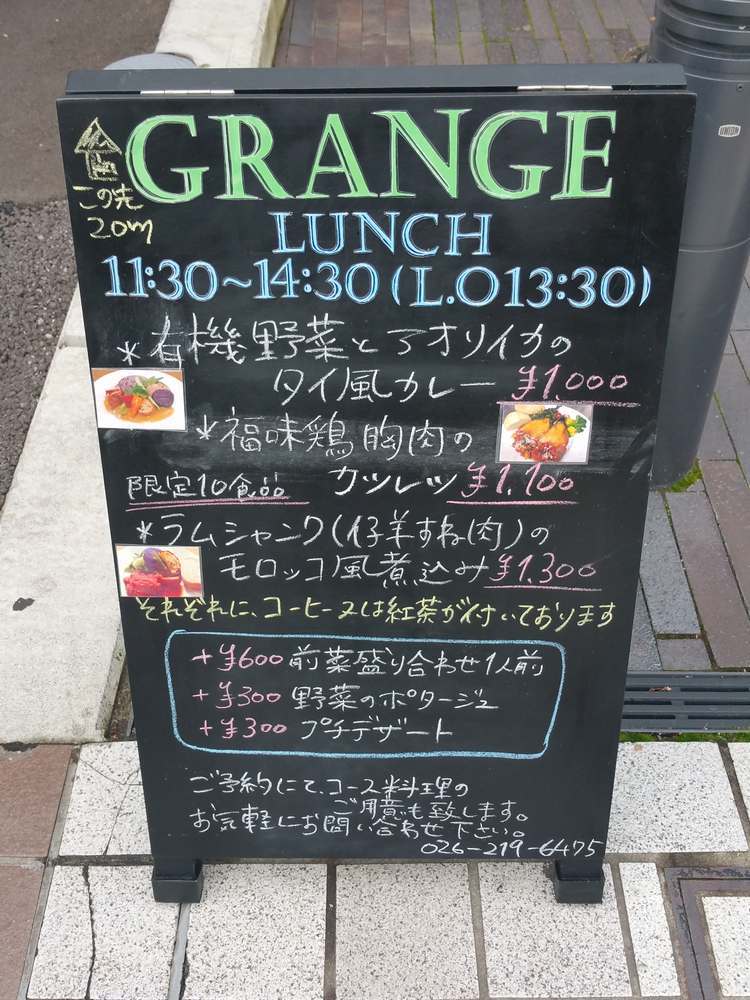 GRANGE
この先
20m
LUNCH
11:30~14:30(L.O13:30)
*有機野菜とアオリイカの
タイ風カレー ¥1.000
*福味鶏胸肉の
限定10食品 カツレツ ¥1.100
*ラムシャンク(仔羊すね肉)の
モロッコ風煮込み ¥1.300
それぞれに、コーヒー又は紅茶が付いております
+¥600 前菜盛り合わせ1人前
+¥300 野菜のポタージュ
+¥300 プチデザート
ご予約にて、コース料理の
ご用意も致します。
お気軽にお問い合わせ下さい。
026-219-6475
UNION